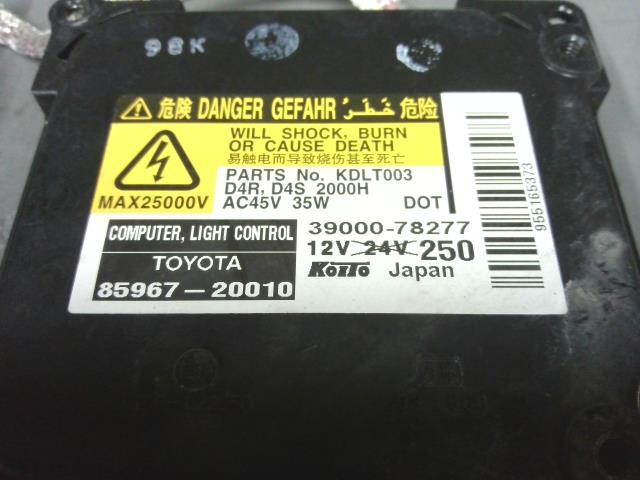 98K
危険 DANGER GEFAHR خَطَرْ 危险
WILL SHOCK, BURN
OR CAUSE DEATH
易触电而导致烧伤甚至死亡
MAX25000V
PARTS No. KDLT003
D4R, D4S 2000H
AC45V 35W DOT
COMPUTER, LIGHT CONTROL
TOYOTA
85967-20010
39000-78277
12V 24V 250
KOITO Japan
955165373